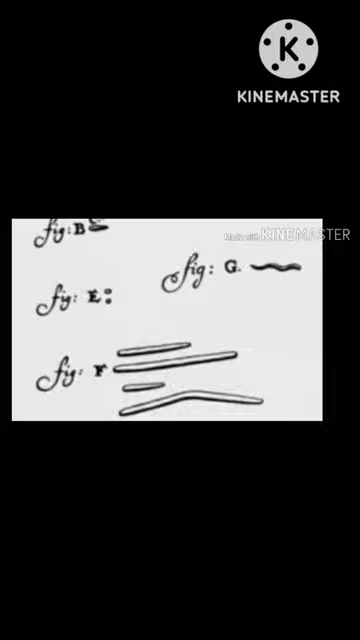 K
KINEMASTER
Made with KINEMASTER
fig: B
fig: G.
fig: E:
fig: F